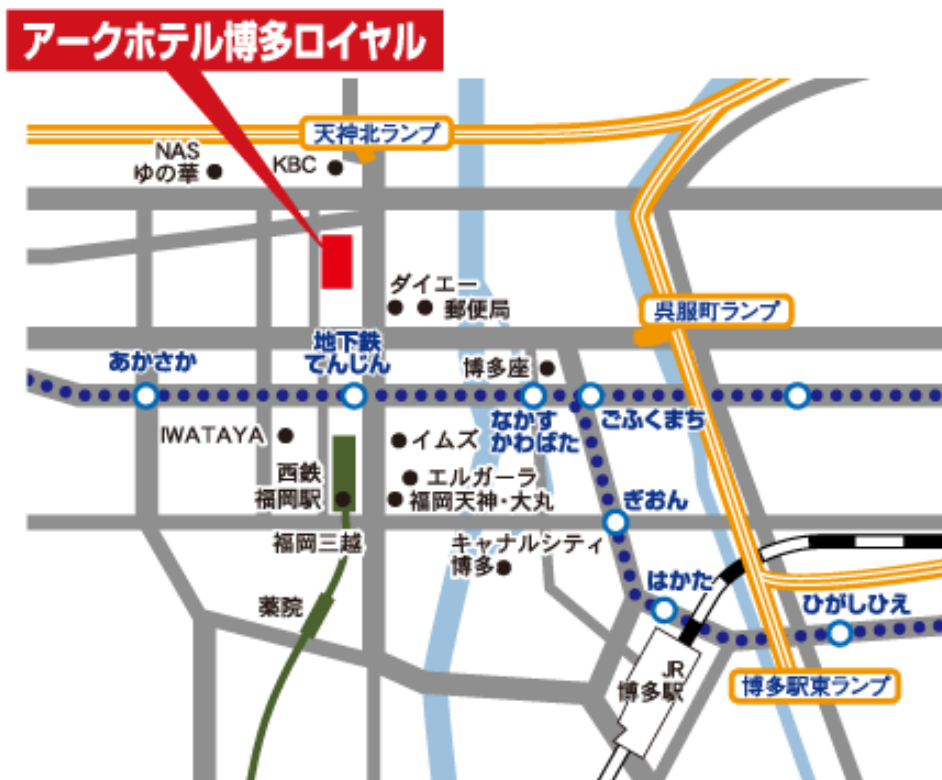 アークホテル博多ロイヤル
天神北ランプ
NAS
ゆの華
KBC
ダイエー
郵便局
呉服町ランプ
地下鉄
てんじん
あかさか
博多座
なかす
かわばた
ごふくまち
IWATAYA
イムズ
西鉄
福岡駅
エルガーラ
福岡天神・大丸
ぎおん
福岡三越
キャナルシティ
博多
はかた
薬院
ひがしひえ
JR
博多駅
博多駅東ランプ